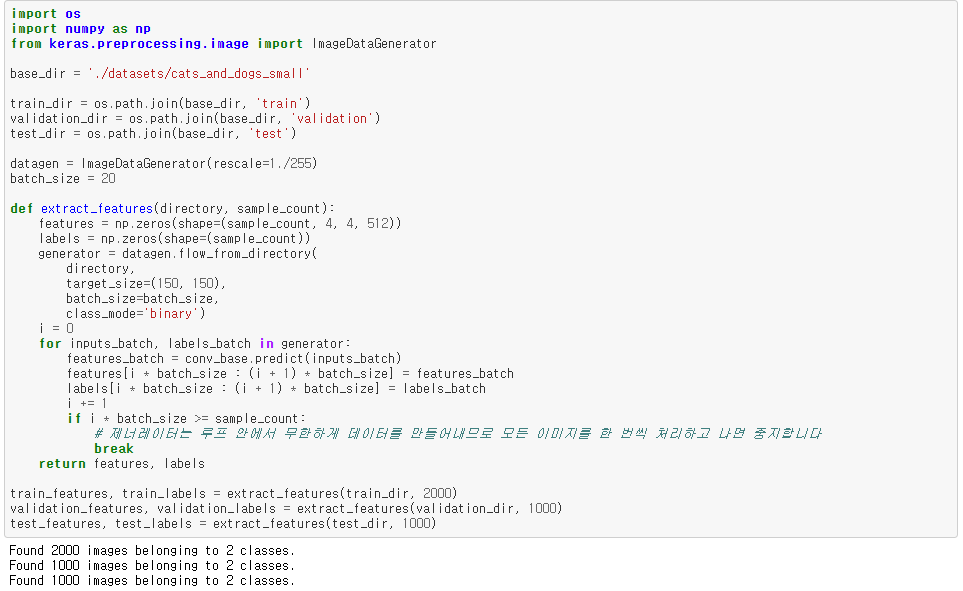 import os
import numpy as np
from keras.preprocessing.image import ImageDataGenerator

base_dir = './datasets/cats_and_dogs_small'

train_dir = os.path.join(base_dir, 'train')
validation_dir = os.path.join(base_dir, 'validation')
test_dir = os.path.join(base_dir, 'test')

datagen = ImageDataGenerator(rescale=1./255)
batch_size = 20

def extract_features(directory, sample_count):
    features = np.zeros(shape=(sample_count, 4, 4, 512))
    labels = np.zeros(shape=(sample_count))
    generator = datagen.flow_from_directory(
        directory,
        target_size=(150, 150),
        batch_size=batch_size,
        class_mode='binary')
    i = 0
    for inputs_batch, labels_batch in generator:
        features_batch = conv_base.predict(inputs_batch)
        features[i * batch_size : (i + 1) * batch_size] = features_batch
        labels[i * batch_size : (i + 1) * batch_size] = labels_batch
        i += 1
        if i * batch_size >= sample_count:
            # 제너레이터는 루프 안에서 무한하게 데이터를 만들어내므로 모든 이미지를 한 번씩 처리하고 나면 중지합니다
            break
    return features, labels

train_features, train_labels = extract_features(train_dir, 2000)
validation_features, validation_labels = extract_features(validation_dir, 1000)
test_features, test_labels = extract_features(test_dir, 1000)
Found 2000 images belonging to 2 classes.
Found 1000 images belonging to 2 classes.
Found 1000 images belonging to 2 classes.